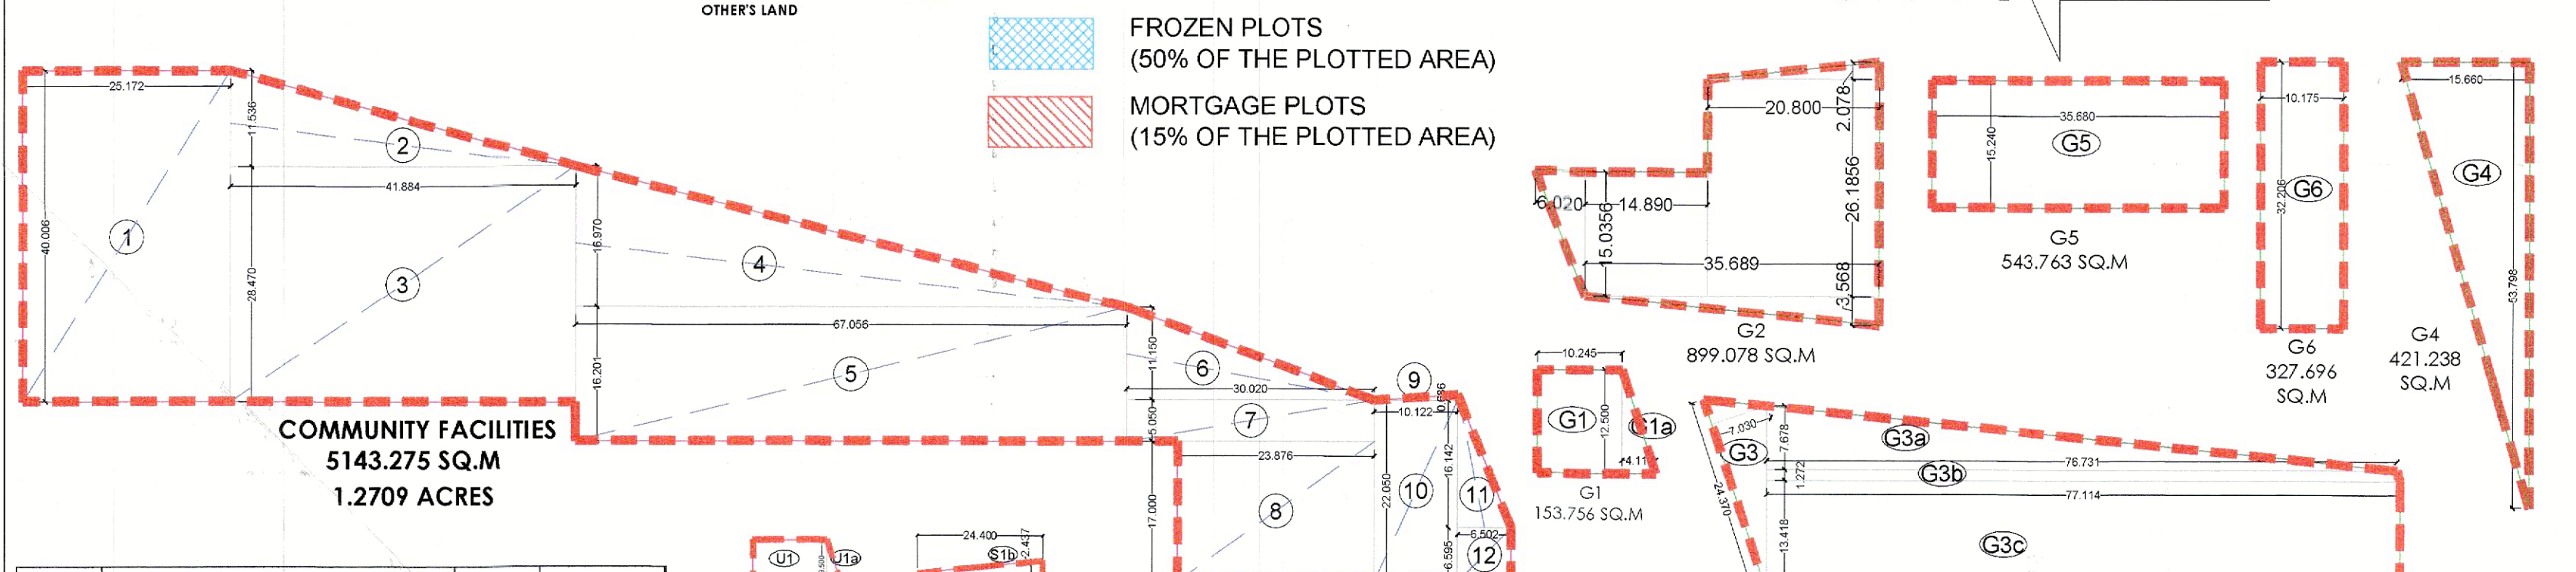 OTHER'S LAND
FROZEN PLOTS
(50% OF THE PLOTTED AREA)
MORTGAGE PLOTS
(15% OF THE PLOTTED AREA)
25.172
40.006
1
11.536
2
41.884
28.470
3
16.970
4
67.056
16.201
5
11.150
6
30.020
5.050
7
23.876
17.000
8
9
10.122
0.686
22.050
16.142
10
11
6.502
6.595
12
COMMUNITY FACILITIES
5143.275 SQ.M
1.2709 ACRES
U1
U1a
24.400
S1b
2.437
20.800
2.078
6.020
14.890
15.0356
26.1856
35.689
3.568
G2
899.078 SQ.M
35.680
15.240
G5
G5
543.763 SQ.M
10.175
32.206
G6
G6
327.696
SQ.M
15.660
G4
53.798
G4
421.238
SQ.M
10.245
G1
12.500
G1a
4.11
G1
153.756 SQ.M
7.030
G3
24.370
7.678
G3a
76.731
1.272
G3b
77.114
13.418
G3c